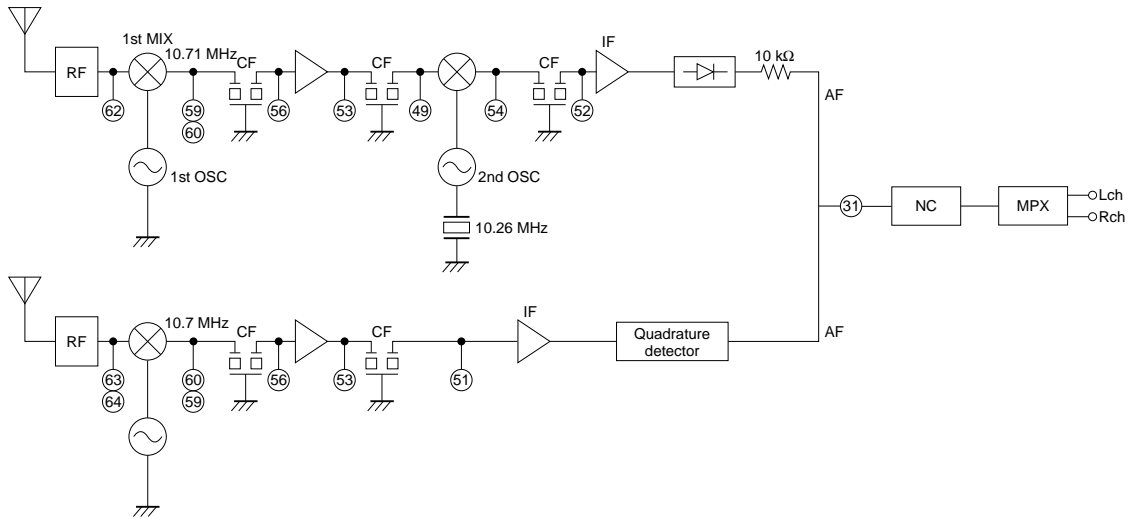 1st MIX
RF
10.71 MHz
CF
CF
CF
IF
10 kΩ
AF
62
59
60
56
53
49
54
52
1st OSC
2nd OSC
10.26 MHz
31
NC
MPX
Lch
Rch
RF
10.7 MHz
CF
CF
IF
Quadrature
detector
AF
63
64
60
59
56
53
51